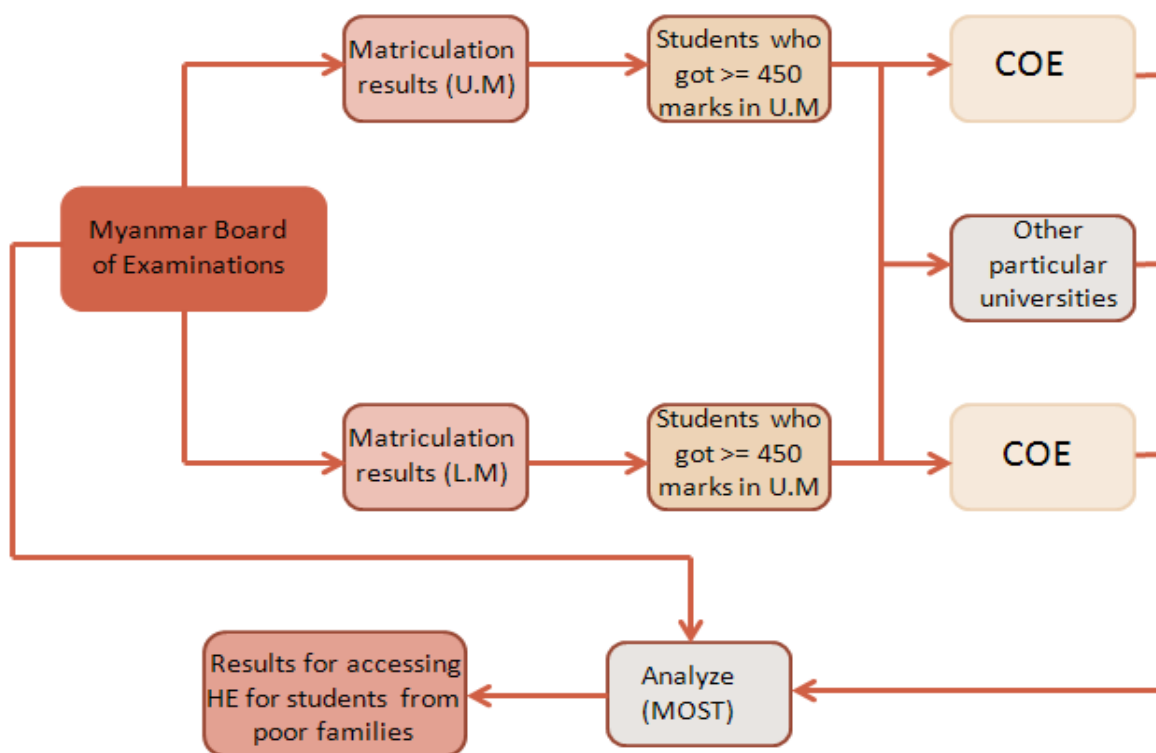 Matriculation
results (U.M)
Students who
got >= 450
marks in U.M
COE
Myanmar Board
of Examinations
Other
particular
universities
Matriculation
results (L.M)
Students who
got >= 450
marks in U.M
COE
Results for accessing
HE for students from
poor families
Analyze
(MOST)